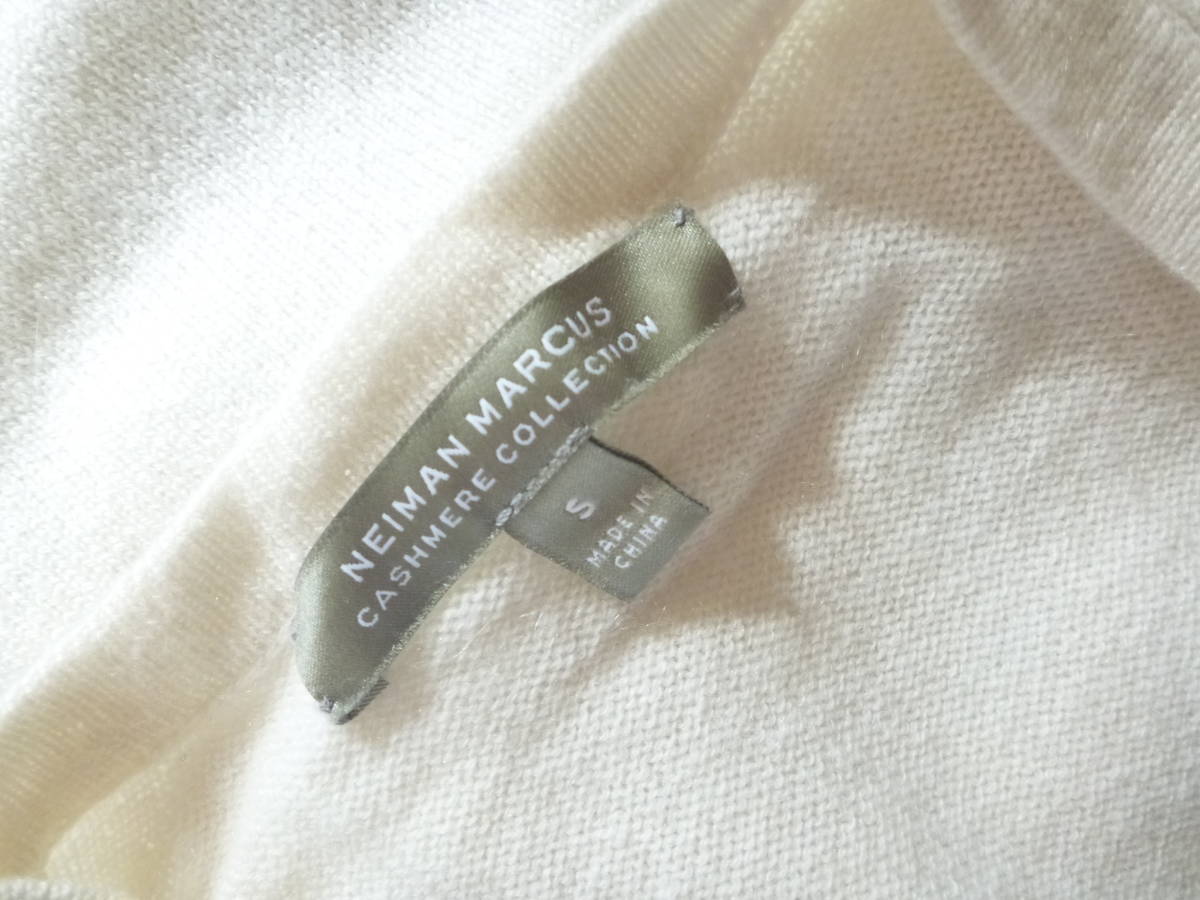 NEIMAN MARCUS
CASHMERE COLLECTION
S
MADE IN
CHINA